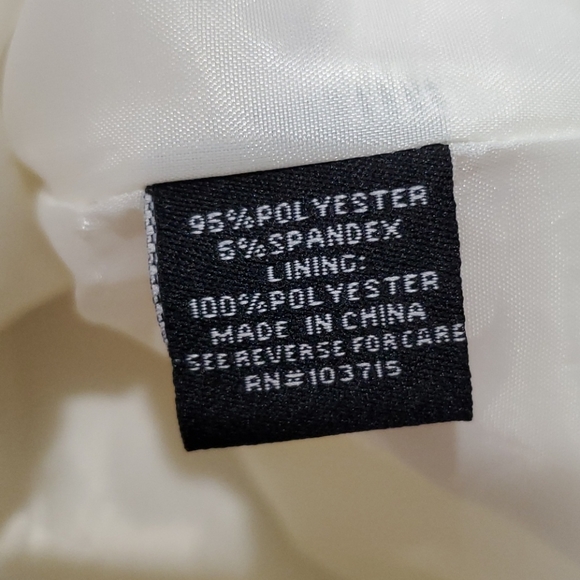 95%POLYESTER
5%SPANDEX
LINING:
100%POLYESTER
MADE IN CHINA
SEE REVERSE FOR CARE
RN#103715